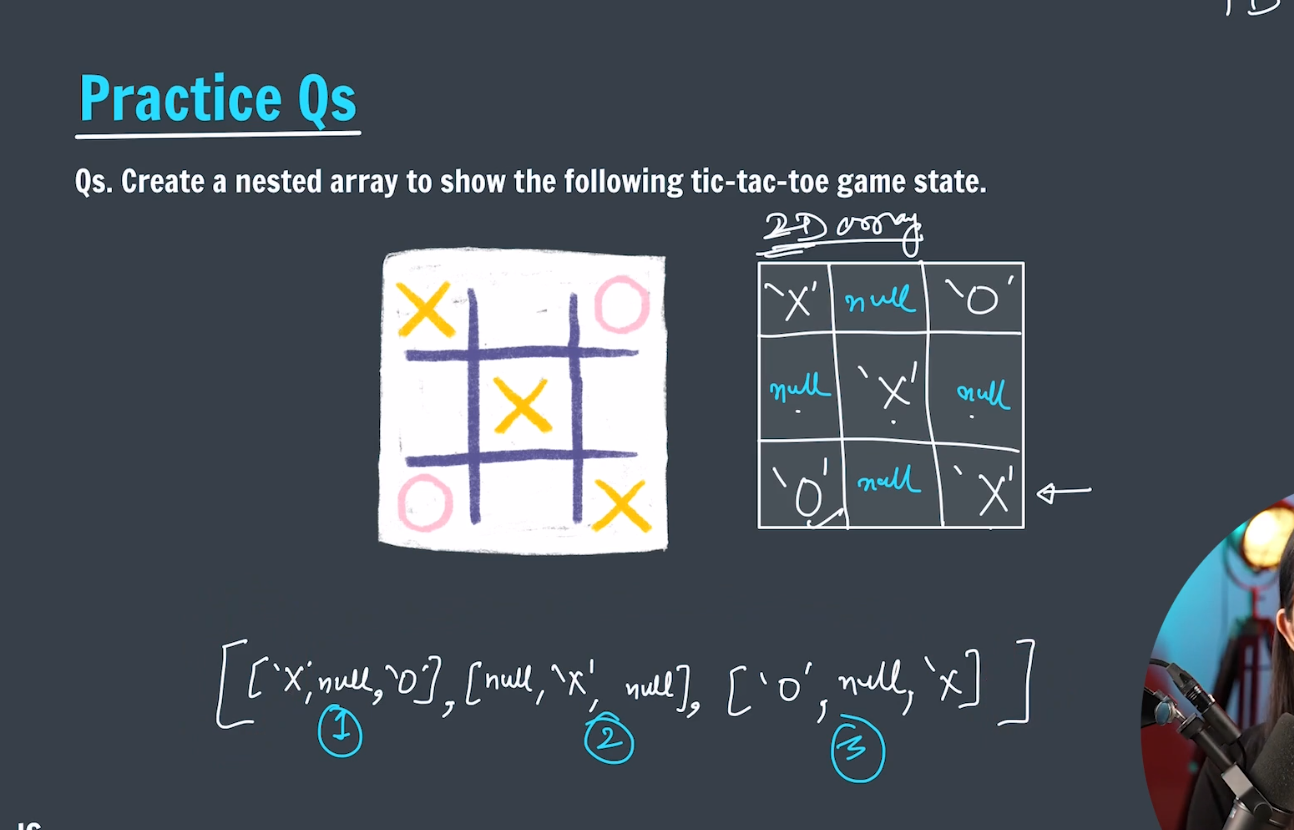 1D
Practice Qs
Qs. Create a nested array to show the following tic-tac-toe game state.
2D array
X O
X
O X
'X' null 'O'
null 'X' null
'O' null 'X'
[['X', null, 'O'], [null, 'X', null], ['O', null, 'X]]
1 2 3